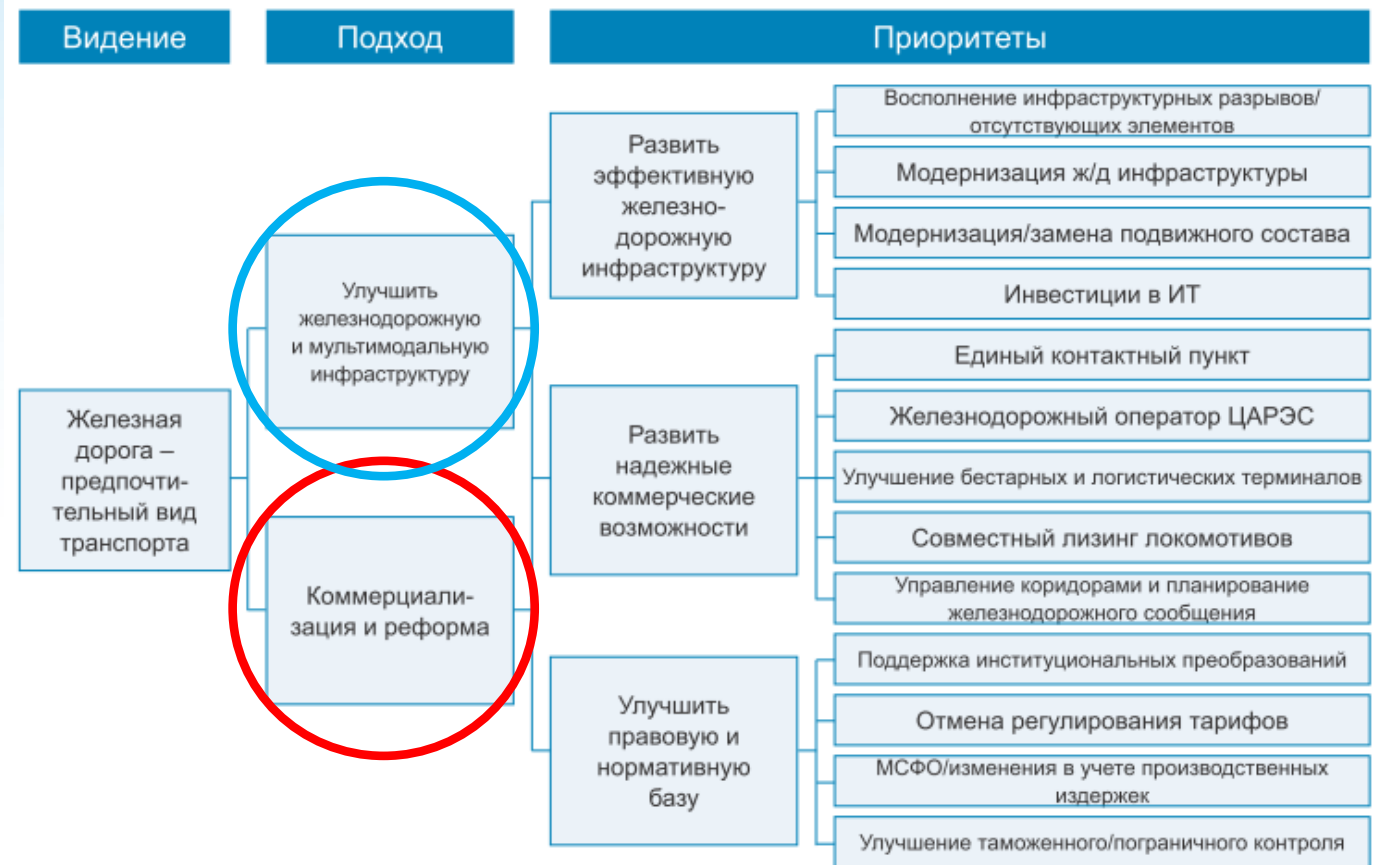 Видение
Подход
Приоритеты
Железная
дорога –
предпочти-
тельный вид
транспорта
Улучшить
железнодорожную
и мультимодальную
инфраструктуру
Коммерциали-
зация и реформа
Развить
эффективную
железно-
дорожную
инфраструктуру
Восполнение инфраструктурных разрывов/
отсутствующих элементов
Модернизация ж/д инфраструктуры
Модернизация/замена подвижного состава
Инвестиции в ИТ
Развить
надежные
коммерческие
возможности
Единый контактный пункт
Железнодорожный оператор ЦАРЭС
Улучшение бестарных и логистических терминалов
Совместный лизинг локомотивов
Управление коридорами и планирование
железнодорожного сообщения
Улучшить
правовую и
нормативную
базу
Поддержка институциональных преобразований
Отмена регулирования тарифов
МСФО/изменения в учете производственных
издержек
Улучшение таможенного/пограничного контроля